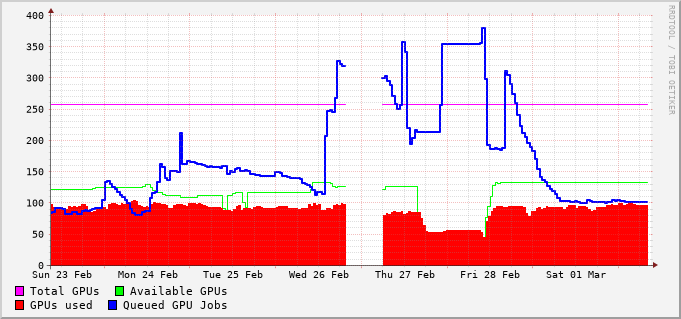 400
350
300
250
200
150
100
50
0
Sun 23 Feb Mon 24 Feb Tue 25 Feb Wed 26 Feb Thu 27 Feb Fri 28 Feb Sat 01 Mar
Total GPUs Available GPUs
GPUs used Queued GPU Jobs
RRDTOOL / TOBI OETIKER